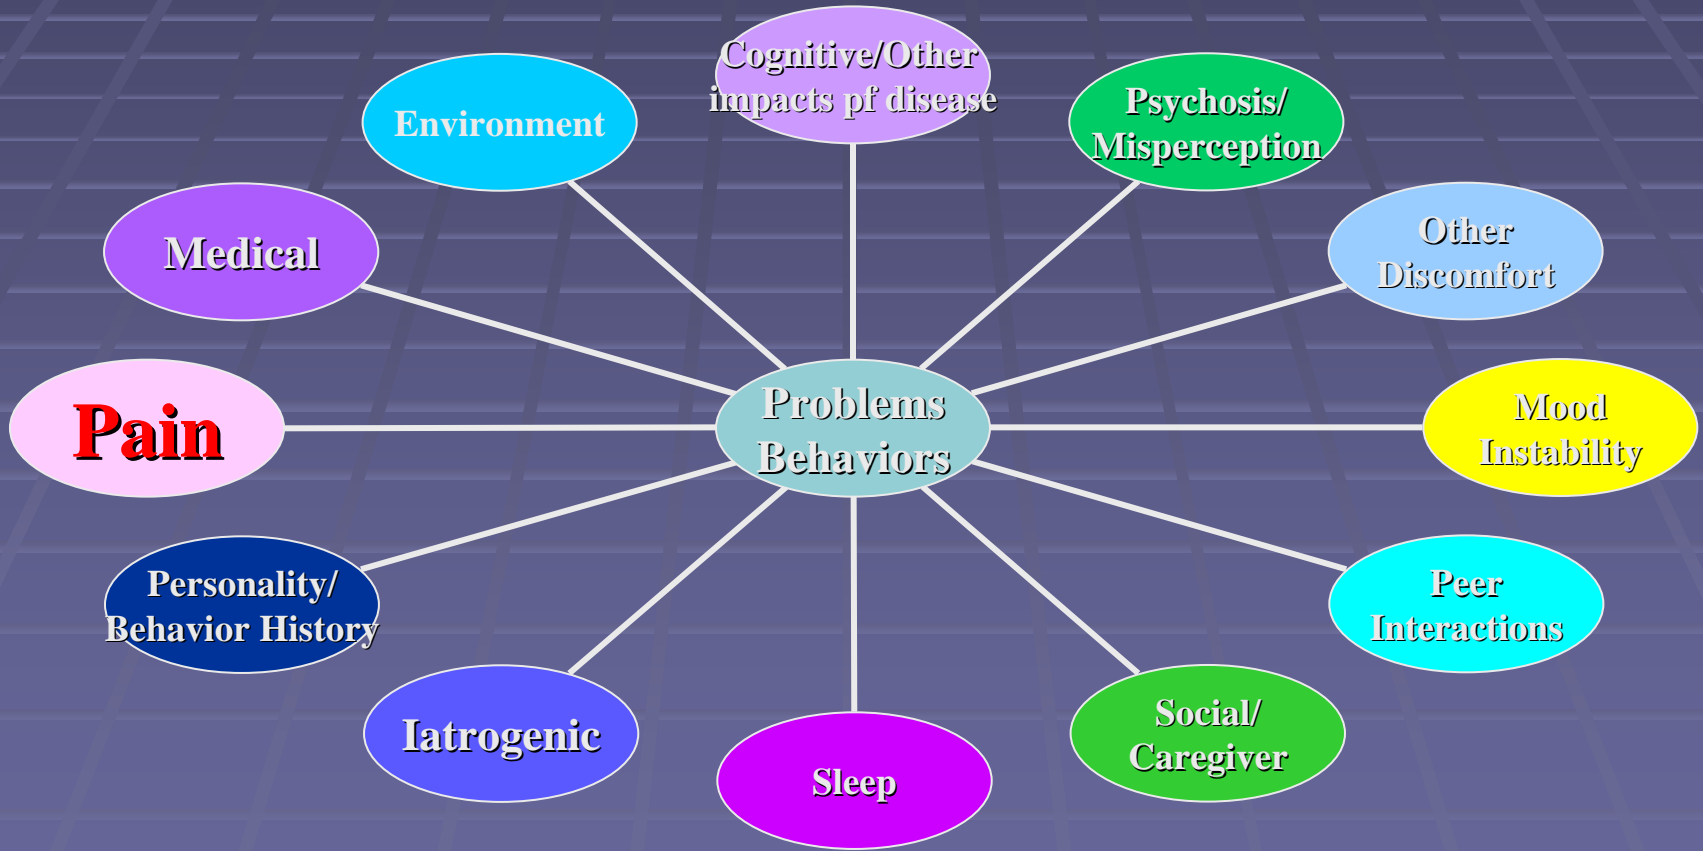 Cognitive/Other
impacts pf disease
Environment
Psychosis/
Misperception
Medical
Other
Discomfort
Pain
Problems
Behaviors
Mood
Instability
Personality/
Behavior History
Peer
Interactions
Iatrogenic
Social/
Caregiver
Sleep